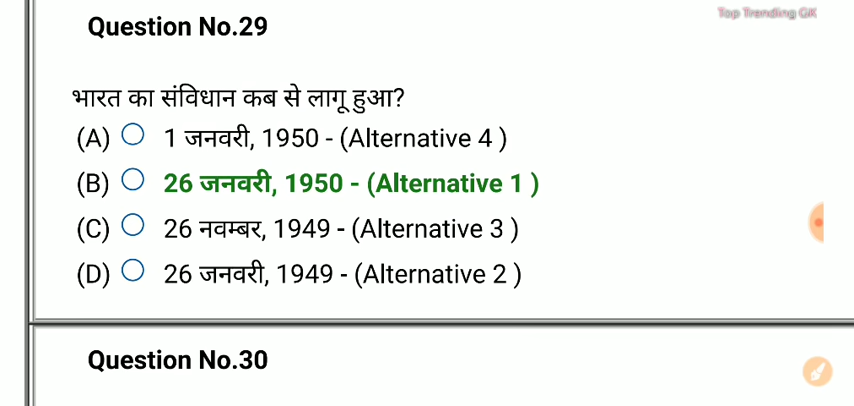 Top Trending GK
Question No.29
भारत का संविधान कब से लागू हुआ?
(A) 1 जनवरी, 1950 - (Alternative 4 )
(B) 26 जनवरी, 1950 - (Alternative 1 )
(C) 26 नवम्बर, 1949 - (Alternative 3 )
(D) 26 जनवरी, 1949 - (Alternative 2 )
Question No.30